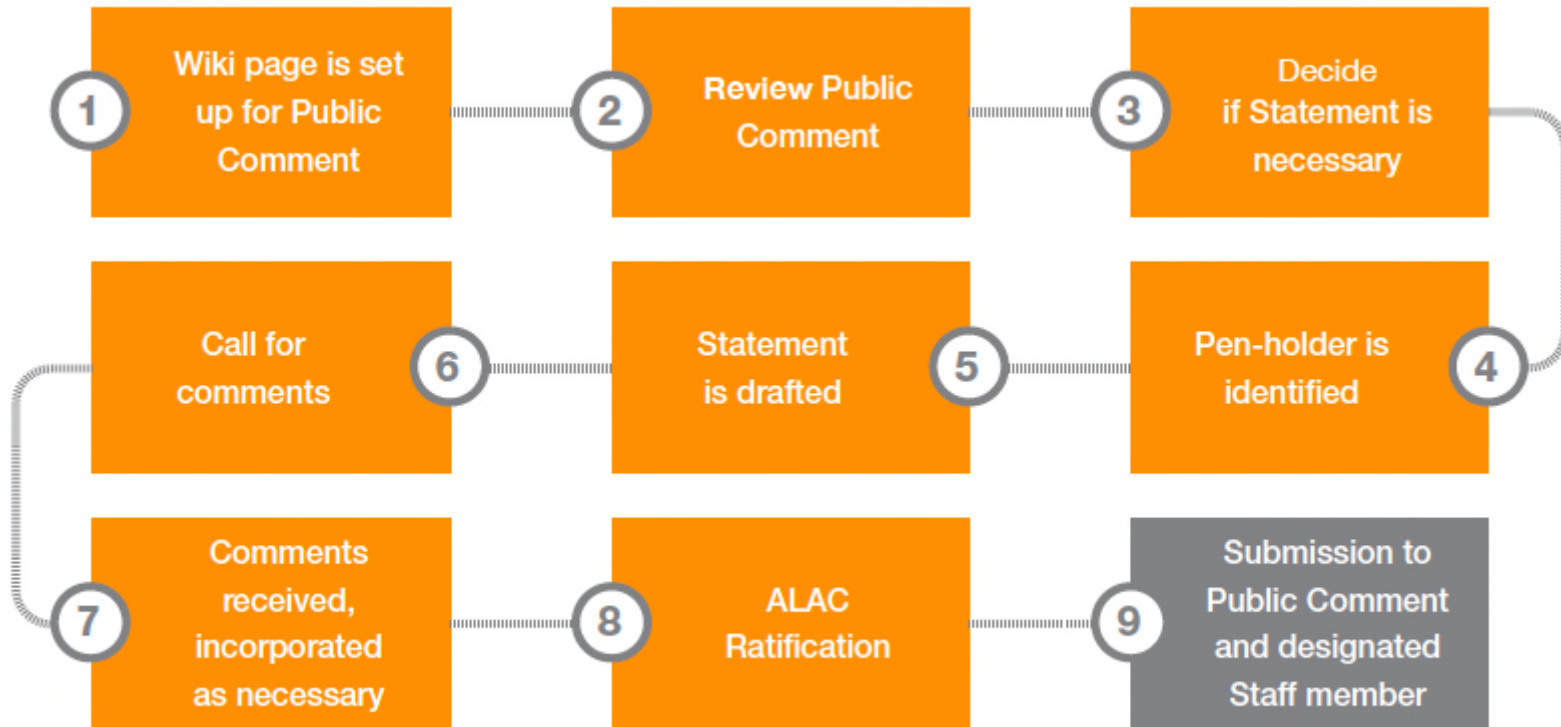 1
Wiki page is set
up for Public
Comment
2
Review Public
Comment
3
Decide
if Statement is
necessary
4
Pen-holder is
identified
5
Statement
is drafted
6
Call for
comments
7
Comments
received,
incorporated
as necessary
8
ALAC
Ratification
9
Submission to
Public Comment
and designated
Staff member